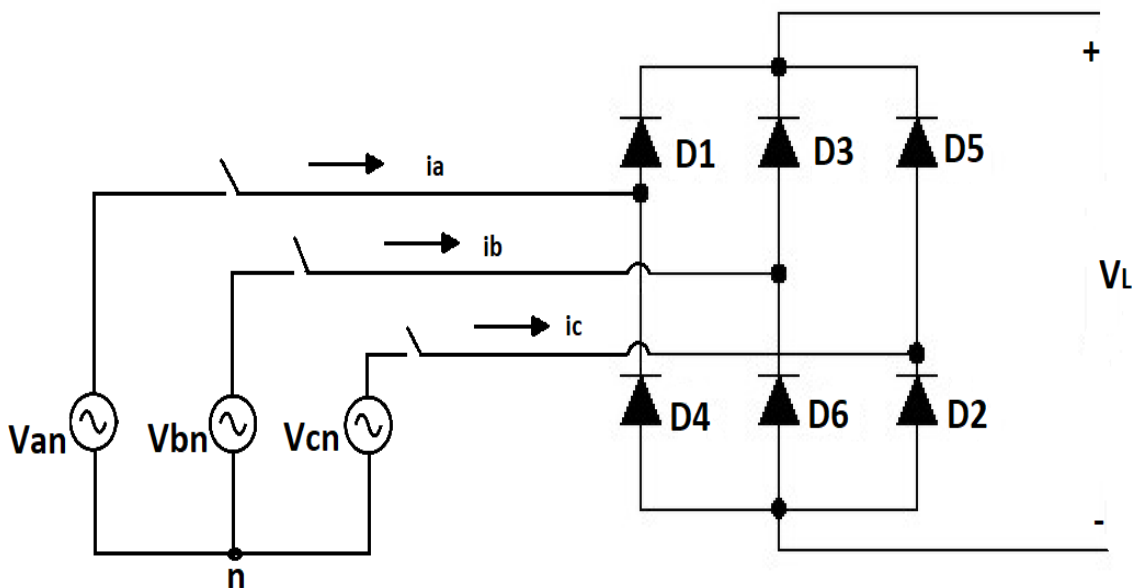 +
D1
D3
D5
ia
ib
VL
ic
Van
Vbn
Vcn
D4
D6
D2
-
n